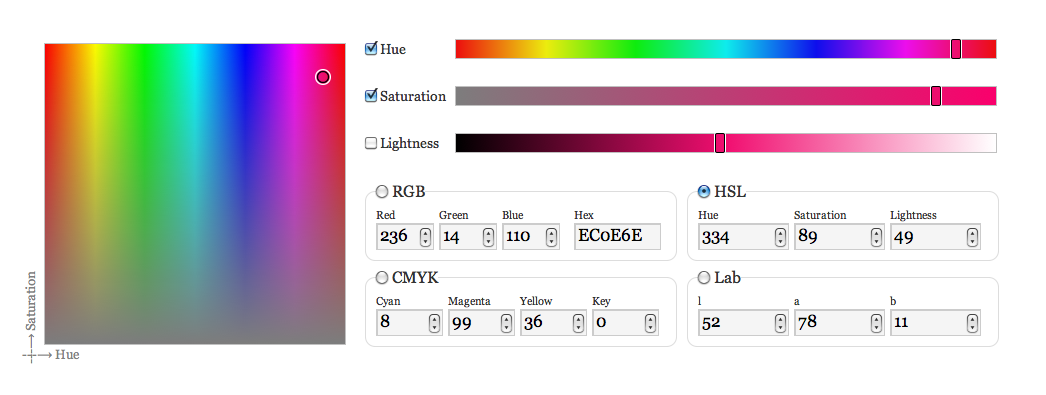 Hue
Saturation
Lightness
RGB
Red Green Blue Hex
236 14 110 EC0E6E
HSL
Hue Saturation Lightness
334 89 49
CMYK
Cyan Magenta Yellow Key
8 99 36 0
Lab
l a b
52 78 11
Saturation
Hue